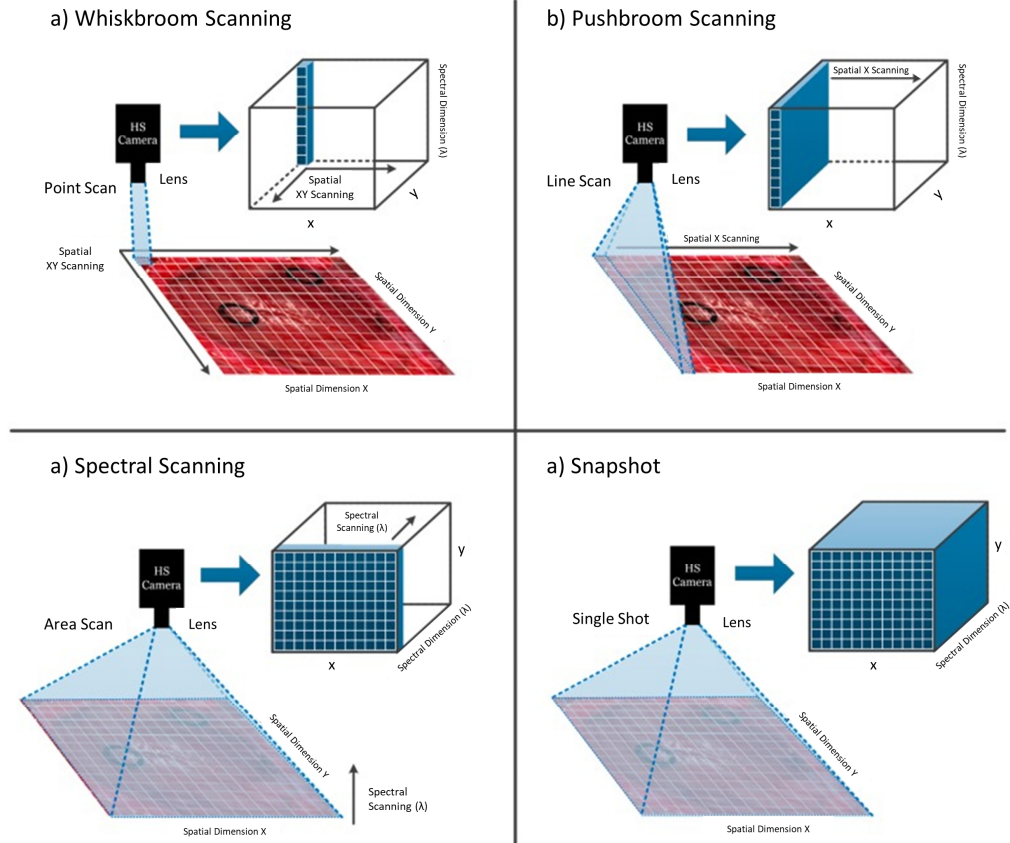 a) Whiskbroom Scanning
HS
Camera
Point Scan
Lens
Spatial
XY Scanning
Spectral Dimension (λ)
y
x
Spatial
XY Scanning
Spatial Dimension Y
Spatial Dimension X
b) Pushbroom Scanning
HS
Camera
Line Scan
Lens
Spatial X Scanning
Spectral Dimension (λ)
y
x
Spatial X Scanning
Spatial Dimension Y
Spatial Dimension X
a) Spectral Scanning
HS
Camera
Area Scan
Lens
Spectral
Scanning (λ)
y
Spectral Dimension (λ)
x
Spatial Dimension Y
Spectral
Scanning (λ)
Spatial Dimension X
a) Snapshot
HS
Camera
Single Shot
Lens
y
Spectral Dimension (λ)
x
Spatial Dimension Y
Spatial Dimension X